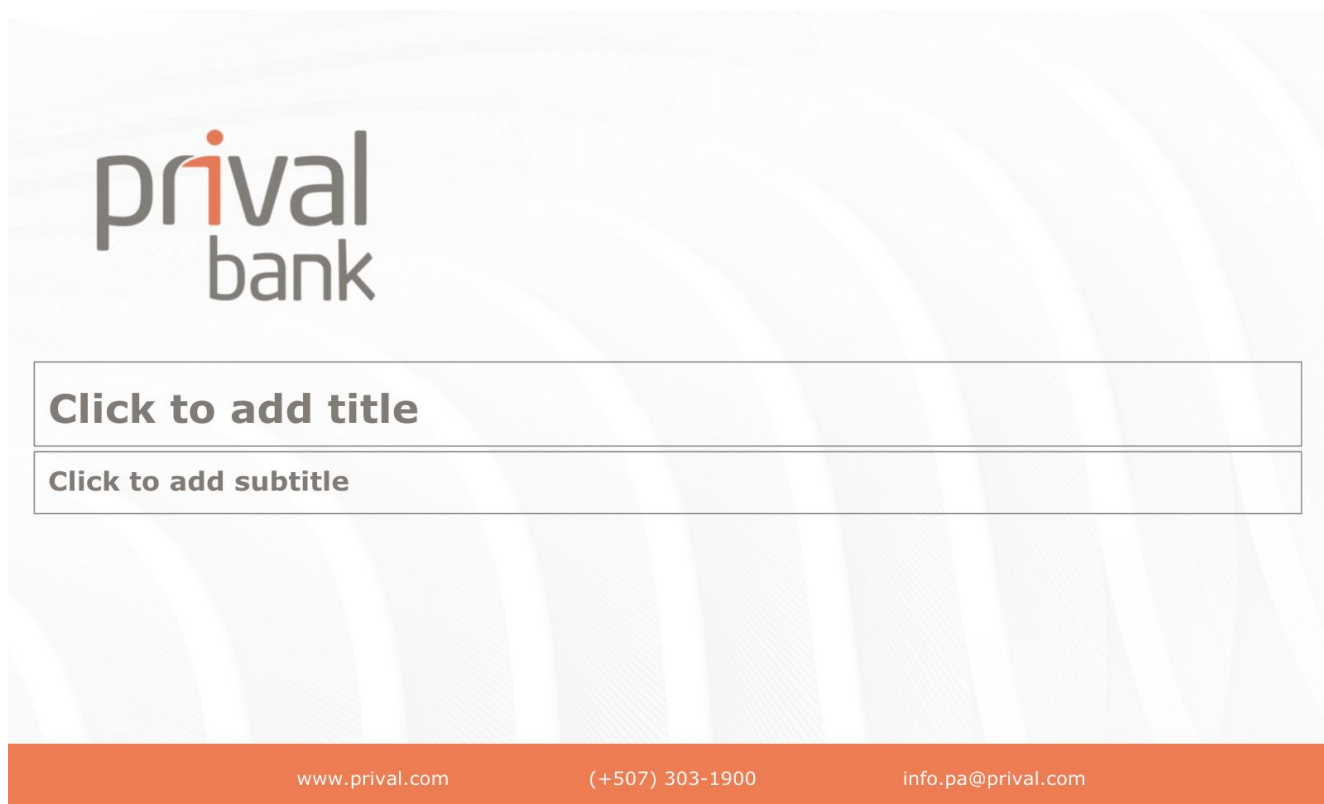 prival
bank
Click to add title
Click to add subtitle
www.prival.com (+507) 303-1900 info.pa@prival.com